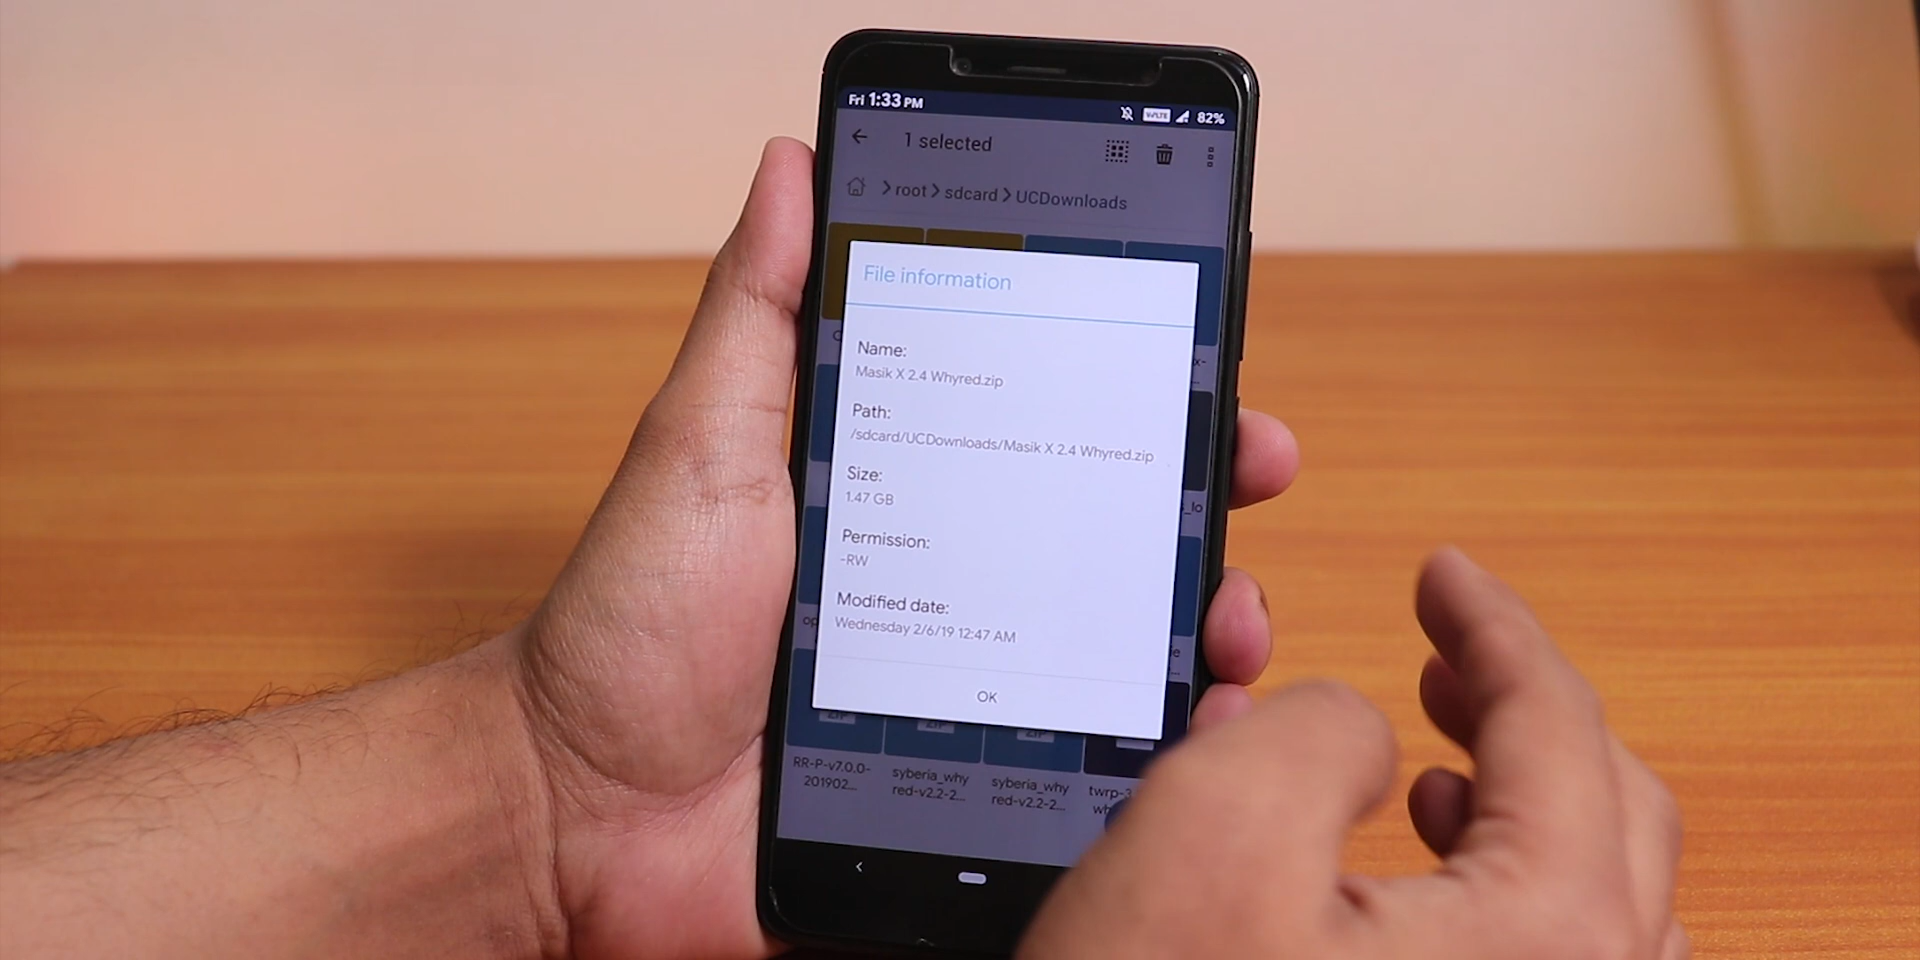 Fri 1:33 PM
VoLTE 82%
1 selected
root sdcard UCDownloads
File information
Name:
Masik X 2.4 Whyred.zip
Path:
/sdcard/UCDownloads/Masik X 2.4 Whyred.zip
Size:
1.47 GB
Permission:
-RW
Modified date:
Wednesday 2/6/19 12:47 AM
OK
RR-P-v7.0.0-
201902...
syberia_why
red-v2.2-2...
syberia_why
red-v2.2-2...
twrp-3